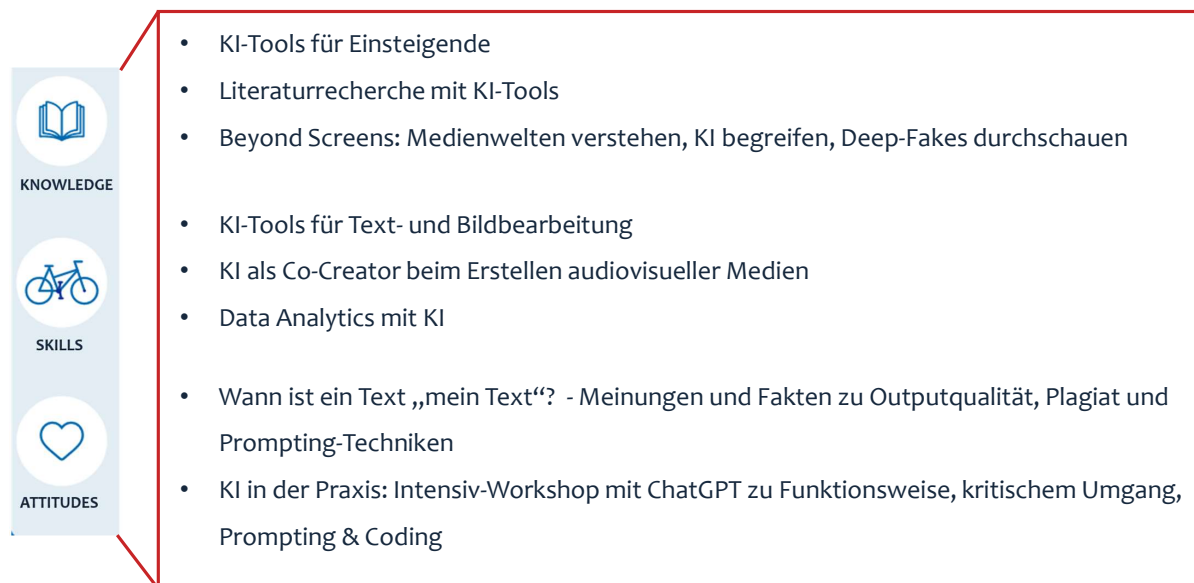 • KI-Tools für Einsteigende
• Literaturrecherche mit KI-Tools
• Beyond Screens: Medienwelten verstehen, KI begreifen, Deep-Fakes durchschauen
KNOWLEDGE
• KI-Tools für Text- und Bildbearbeitung
• KI als Co-Creator beim Erstellen audiovisueller Medien
• Data Analytics mit KI
SKILLS
• Wann ist ein Text „mein Text“? - Meinungen und Fakten zu Outputqualität, Plagiat und
Prompting-Techniken
• KI in der Praxis: Intensiv-Workshop mit ChatGPT zu Funktionsweise, kritischem Umgang,
Prompting & Coding
ATTITUDES